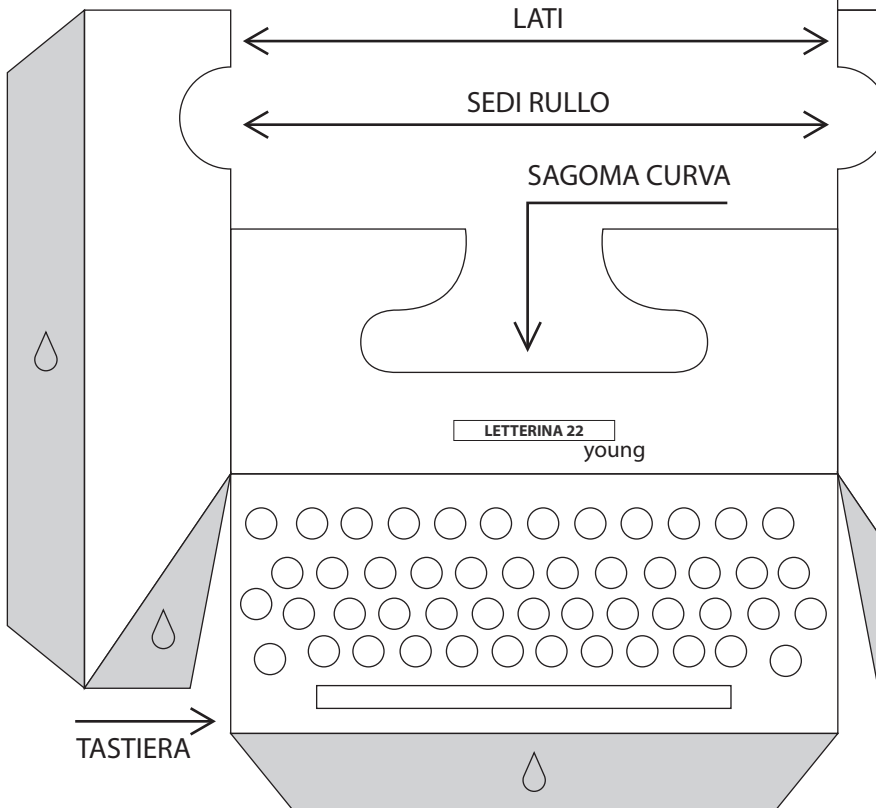 LATI
SEDI RULLO
SAGOMA CURVA
LETTERINA 22
young
TASTIERA